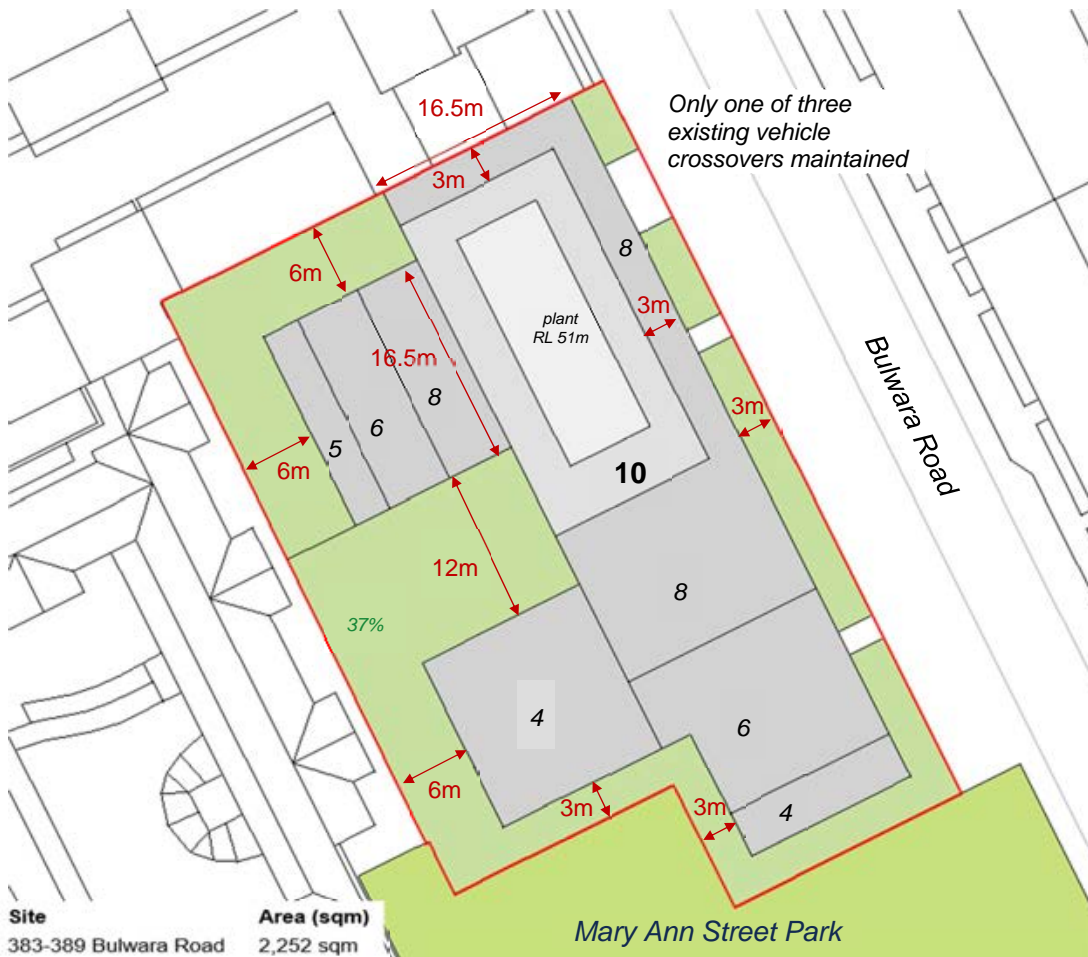 Only one of three
existing vehicle
crossovers maintained
16.5m
3m
6m
8
3m
plant
RL 51m
16.5m
8
6
5
6m
3m
10
Bulwara Road
12m
8
37%
4
6
6m
3m
3m
4
Mary Ann Street Park
Site Area (sqm)
383-389 Bulwara Road 2,252 sqm